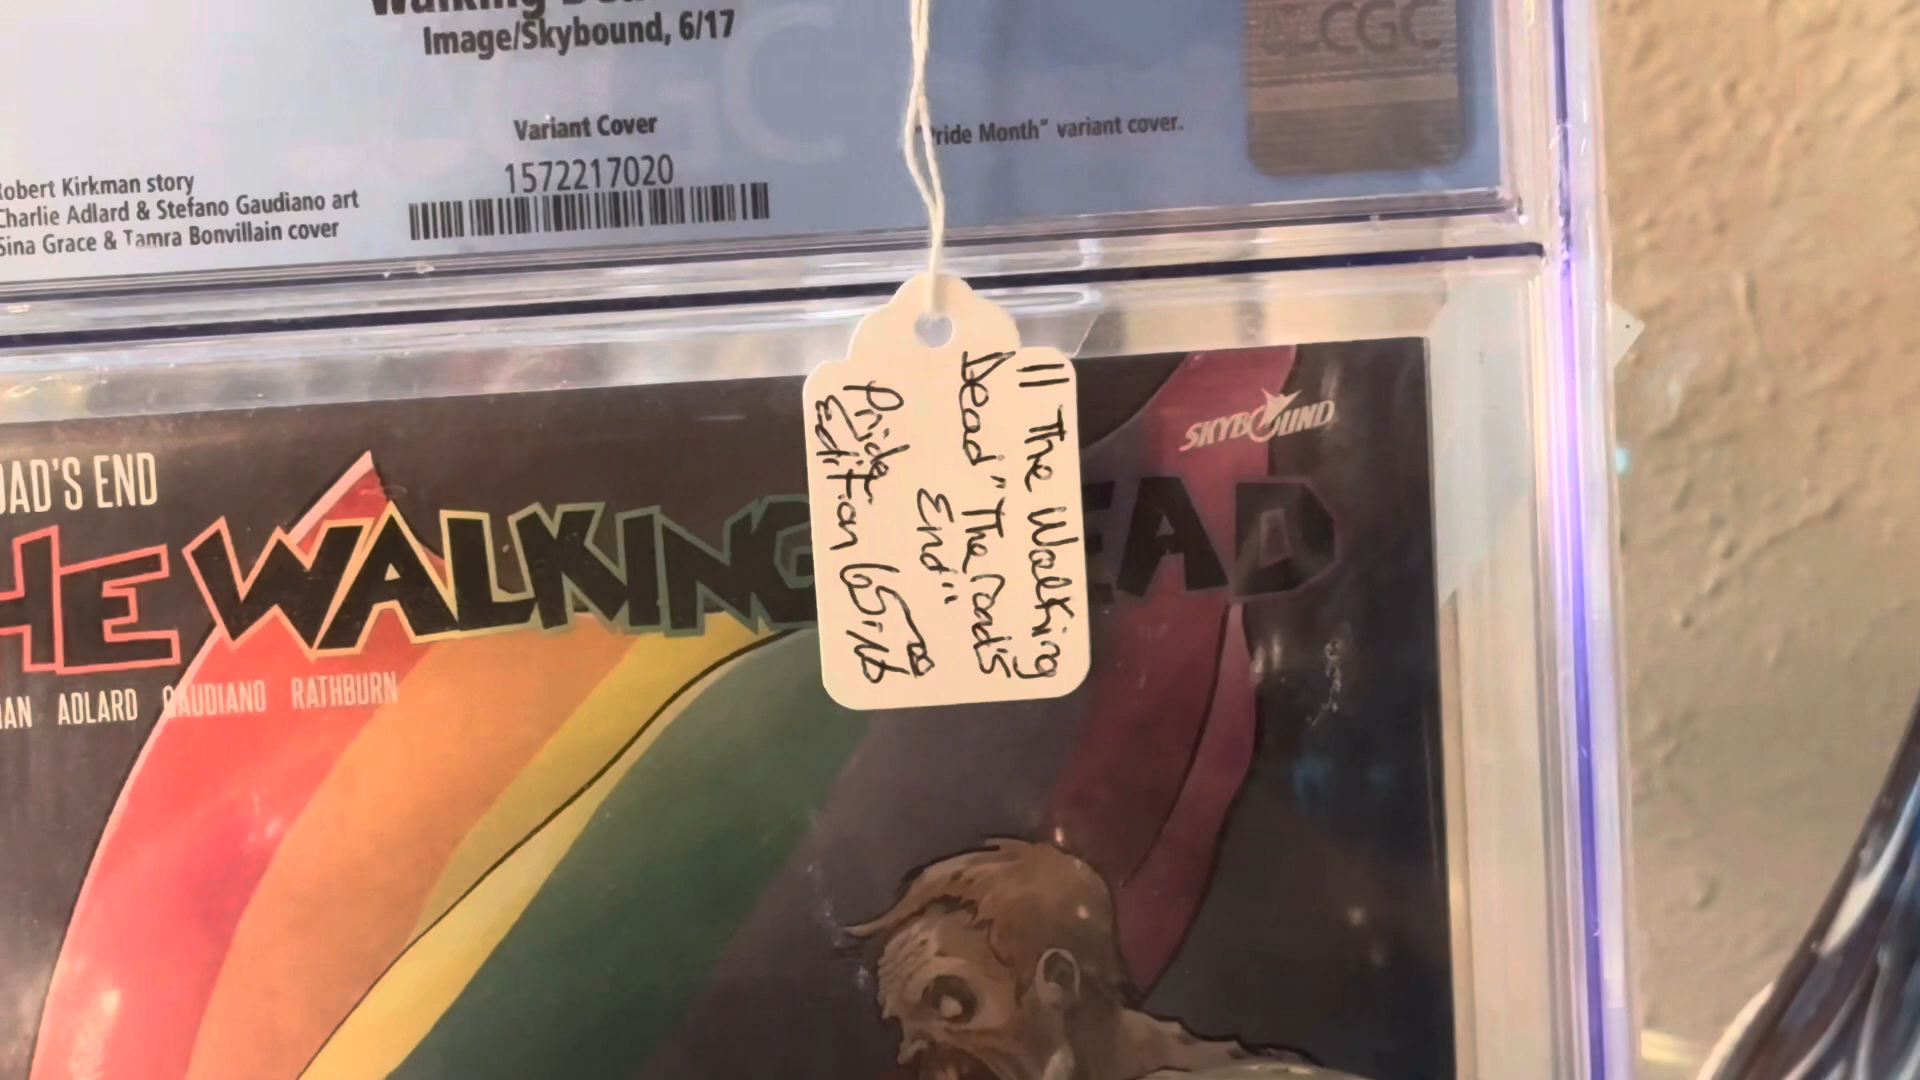 Image/Skybound, 6/17
CGC
Variant Cover
1572217020
Pride Month" variant cover.
Robert Kirkman story
Charlie Adlard & Stefano Gaudiano art
Sina Grace & Tamra Bonvillain cover
11 The Walking
Dead "The road's
End"
Pride
Edition
SKYBOUND
OAD'S END
HE WALKING EAD
MAN ADLARD GAUDIANO RATHBURN